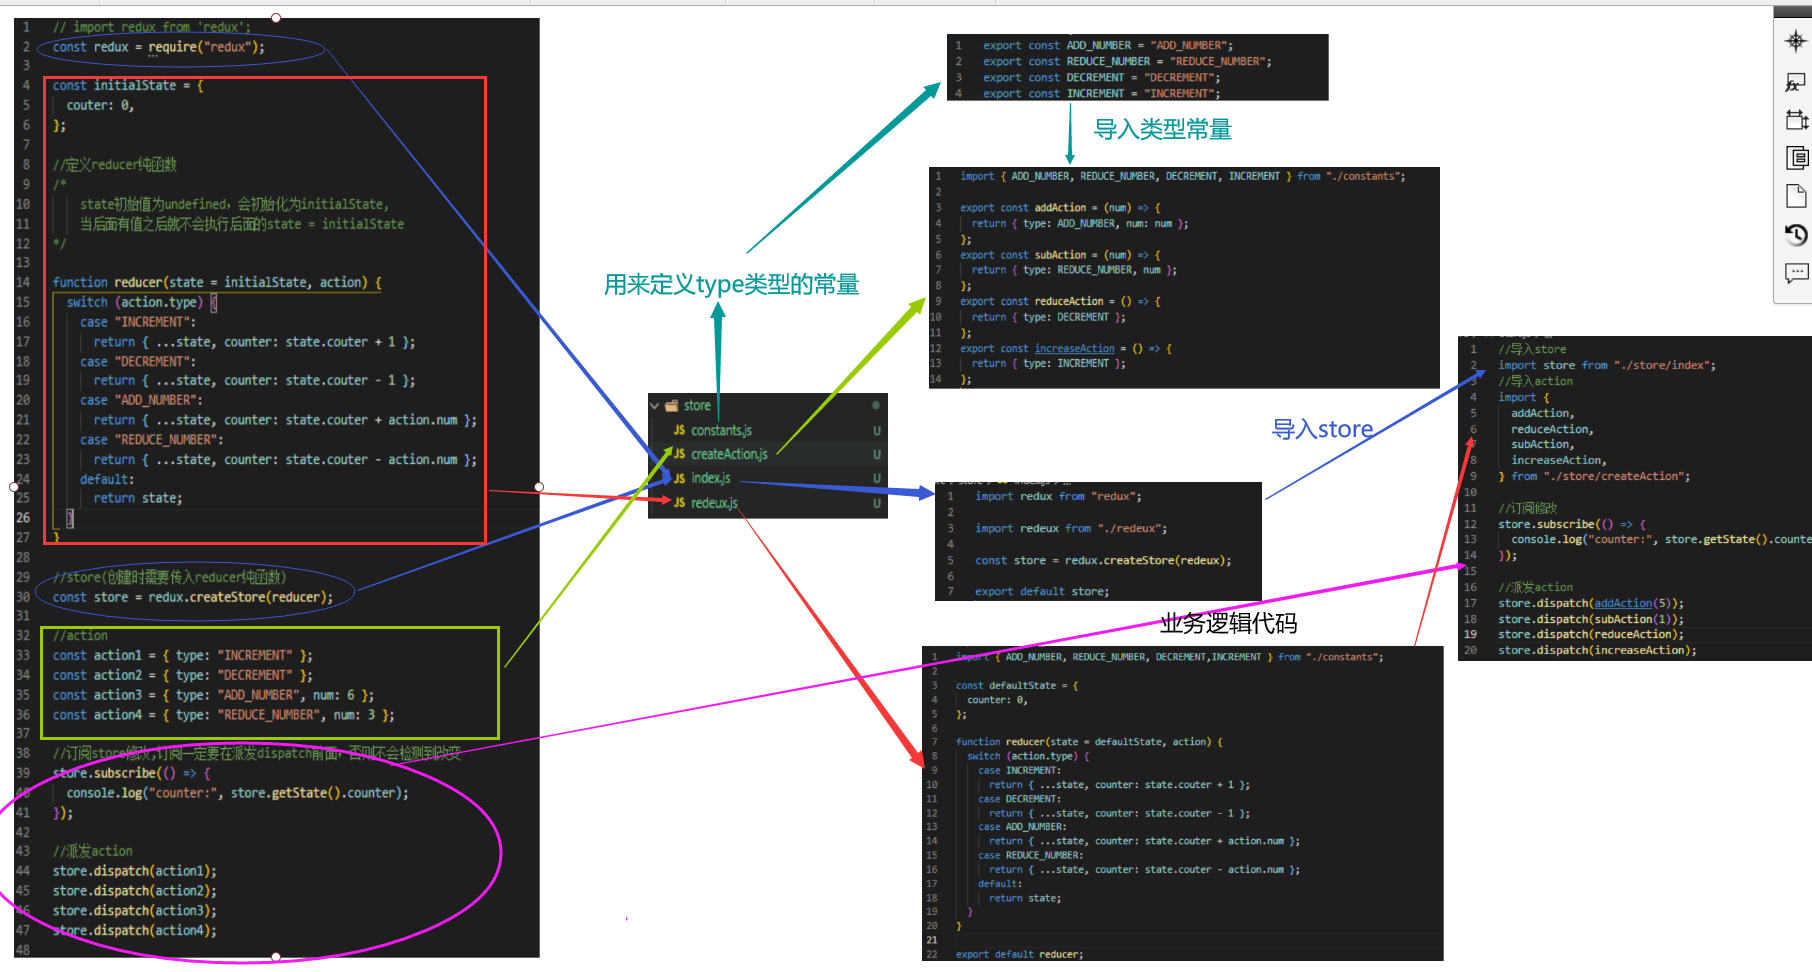 1 // import redux from 'redux';
2 const redux = require("redux");
3
4 const initialState = {
5 couter: 0,
6 };
7
8 //定义reducer纯函数
9 /*
10 state初始值为undefined，会初始化为initialState，
11 当后面有值之后就不会执行后面的state = initialState
12 */
13
14 function reducer(state = initialState, action) {
15 switch (action.type) {
16 case "INCREMENT":
17 return { ...state, counter: state.couter + 1 };
18 case "DECREMENT":
19 return { ...state, counter: state.couter - 1 };
20 case "ADD_NUMBER":
21 return { ...state, counter: state.couter + action.num };
22 case "REDUCE_NUMBER":
23 return { ...state, counter: state.couter - action.num };
24 default:
25 return state;
26 }
27 }
28
29 //store(创建时需要传入reducer纯函数)
30 const store = redux.createStore(reducer);
31
32 //action
33 const action1 = { type: "INCREMENT" };
34 const action2 = { type: "DECREMENT" };
35 const action3 = { type: "ADD_NUMBER", num: 6 };
36 const action4 = { type: "REDUCE_NUMBER", num: 3 };
37
38 //订阅store修改,订阅一定要在派发dispatch前面，否则不会检测到改变
39 store.subscribe(() => {
40 console.log("counter:", store.getState().counter);
41 });
42
43 //派发action
44 store.dispatch(action1);
45 store.dispatch(action2);
46 store.dispatch(action3);
47 store.dispatch(action4);
48
用来定义type类型的常量
store
JS constants.js U
JS createAction.js U
JS index.js U
JS redeux.js U
1 export const ADD_NUMBER = "ADD_NUMBER";
2 export const REDUCE_NUMBER = "REDUCE_NUMBER";
3 export const DECREMENT = "DECREMENT";
4 export const INCREMENT = "INCREMENT";
导入类型常量
1 import { ADD_NUMBER, REDUCE_NUMBER, DECREMENT, INCREMENT } from "./constants";
2
3 export const addAction = (num) => {
4 return { type: ADD_NUMBER, num: num };
5 };
6 export const subAction = (num) => {
7 return { type: REDUCE_NUMBER, num };
8 };
9 export const reduceAction = () => {
10 return { type: DECREMENT };
11 };
12 export const increaseAction = () => {
13 return { type: INCREMENT };
14 };
导入store
1 import redux from "redux";
2
3 import redeux from "./redeux";
4
5 const store = redux.createStore(redeux);
6
7 export default store;
业务逻辑代码
1 import { ADD_NUMBER, REDUCE_NUMBER, DECREMENT,INCREMENT } from "./constants";
2
3 const defaultState = {
4 counter: 0,
5 };
6
7 function reducer(state = defaultState, action) {
8 switch (action.type) {
9 case INCREMENT:
10 return { ...state, counter: state.couter + 1 };
11 case DECREMENT:
12 return { ...state, counter: state.couter - 1 };
13 case ADD_NUMBER:
14 return { ...state, counter: state.couter + action.num };
15 case REDUCE_NUMBER:
16 return { ...state, counter: state.couter - action.num };
17 default:
18 return state;
19 }
20 }
21
22 export default reducer;
1 //导入store
2 import store from "./store/index";
3 //导入action
4 import {
5 addAction,
6 reduceAction,
7 subAction,
8 increaseAction,
9 } from "./store/createAction";
10
11 //订阅修改
12 store.subscribe(() => {
13 console.log("counter:", store.getState().counte
14 });
15
16 //派发action
17 store.dispatch(addAction(5));
18 store.dispatch(subAction(1));
19 store.dispatch(reduceAction);
20 store.dispatch(increaseAction);